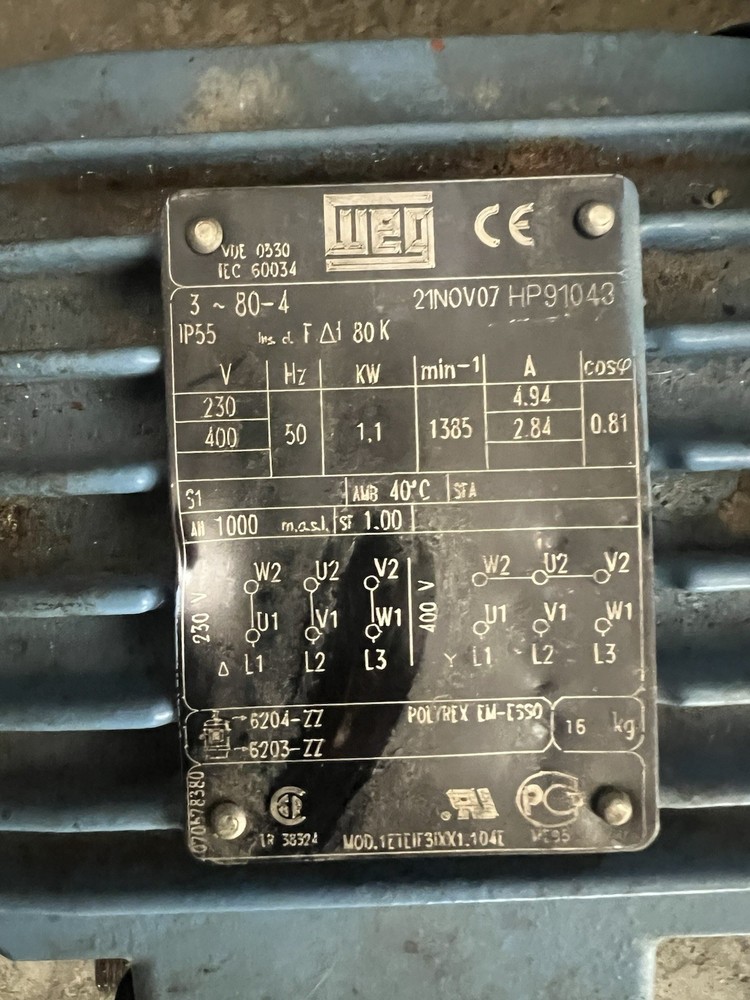 WEG CE
VDE 0530
IEC 60034
3 ~ 80-4 21NOV07 HP91043
IP55 Ins. cl. F Δt 80 K
V Hz KW min-1 A cosφ
230 4.94
400 50 1.1 1385 2.84 0.81
S1 AMB 40°C SFA
Alt 1000 m.a.s.l. SF 1.00
W2 U2 V2 W2 U2 V2
230 V 400 V
U1 V1 W1 U1 V1 W1
Δ L1 L2 L3 Y L1 L2 L3
6204-ZZ POLYREX EM-ESSO
16 kg
6203-ZZ
LR 38324 MOD.1ETEIF3IXX1.104E